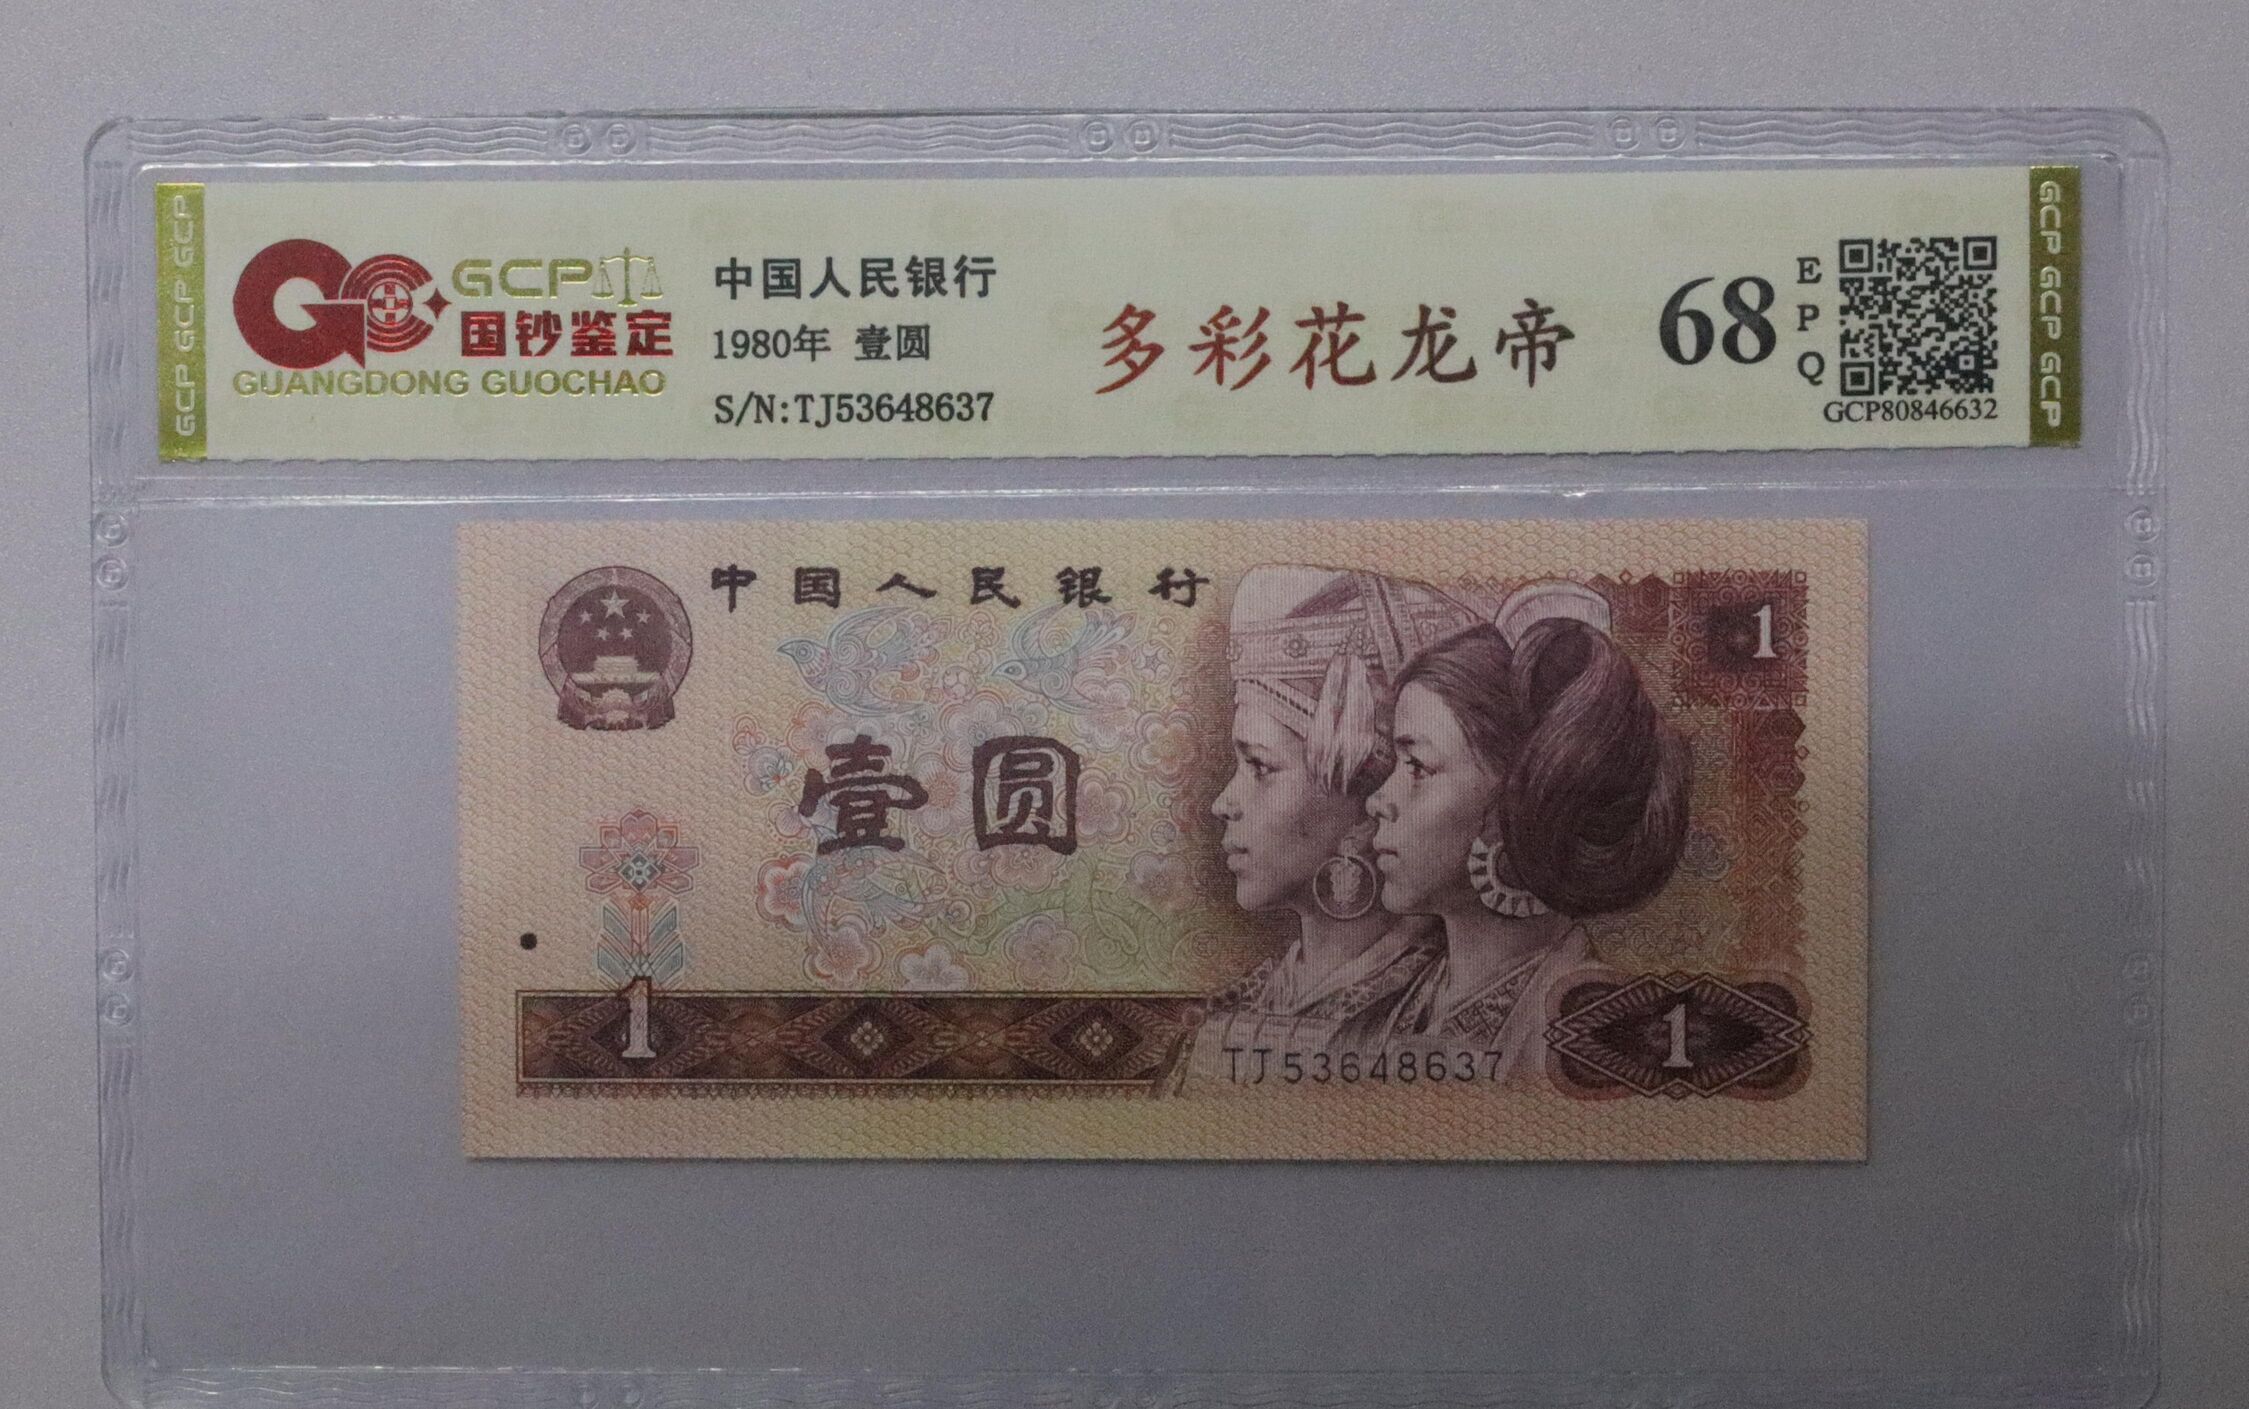 GCP GCP GCP
GCP
国钞鉴定
GUANGDONG GUOCHAO
中国人民银行
1980年 壹圆
S/N:TJ53648637
多彩花龙帝
68
EPQ
GCP80846632
GCP GCP GCP
中国人民银行
1
壹圆
1
TJ53648637
1